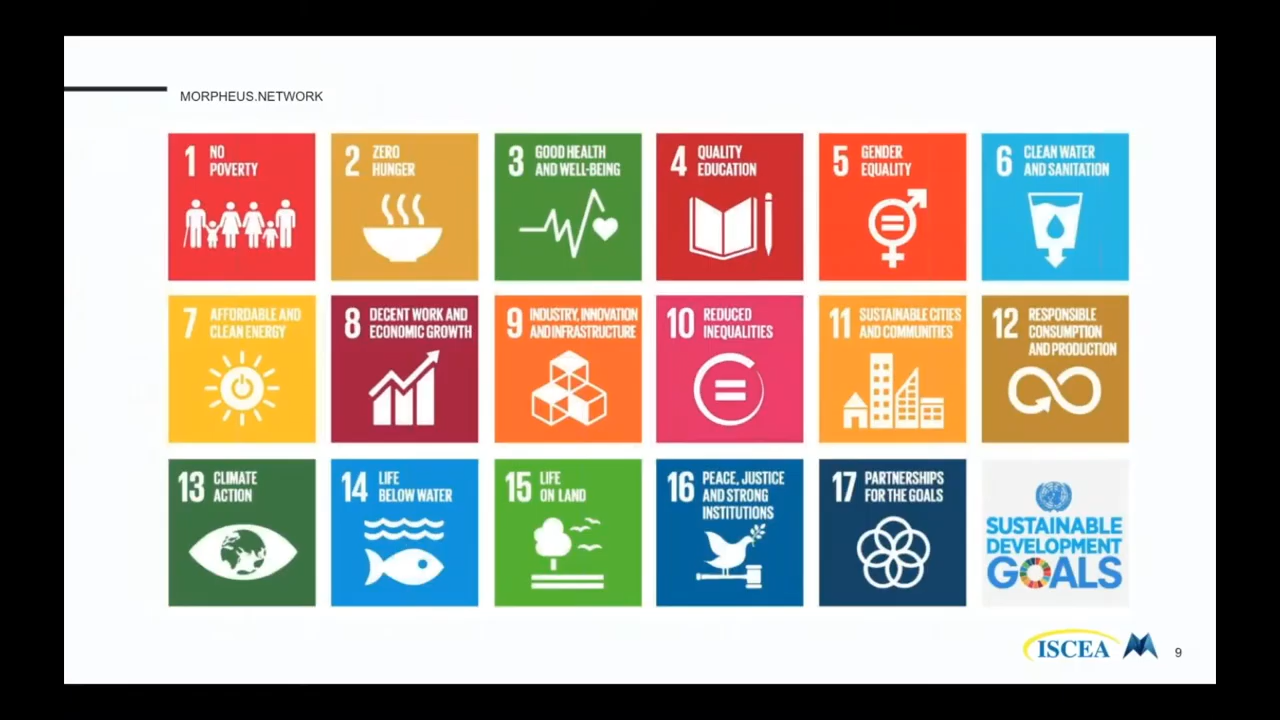 MORPHEUS.NETWORK
1 NO
POVERTY
2 ZERO
HUNGER
3 GOOD HEALTH
AND WELL-BEING
4 QUALITY
EDUCATION
5 GENDER
EQUALITY
6 CLEAN WATER
AND SANITATION
7 AFFORDABLE AND
CLEAN ENERGY
8 DECENT WORK AND
ECONOMIC GROWTH
9 INDUSTRY, INNOVATION
AND INFRASTRUCTURE
10 REDUCED
INEQUALITIES
11 SUSTAINABLE CITIES
AND COMMUNITIES
12 RESPONSIBLE
CONSUMPTION
AND PRODUCTION
13 CLIMATE
ACTION
14 LIFE
BELOW WATER
15 LIFE
ON LAND
16 PEACE, JUSTICE
AND STRONG
INSTITUTIONS
17 PARTNERSHIPS
FOR THE GOALS
SUSTAINABLE
DEVELOPMENT
GOALS
ISCEA
9